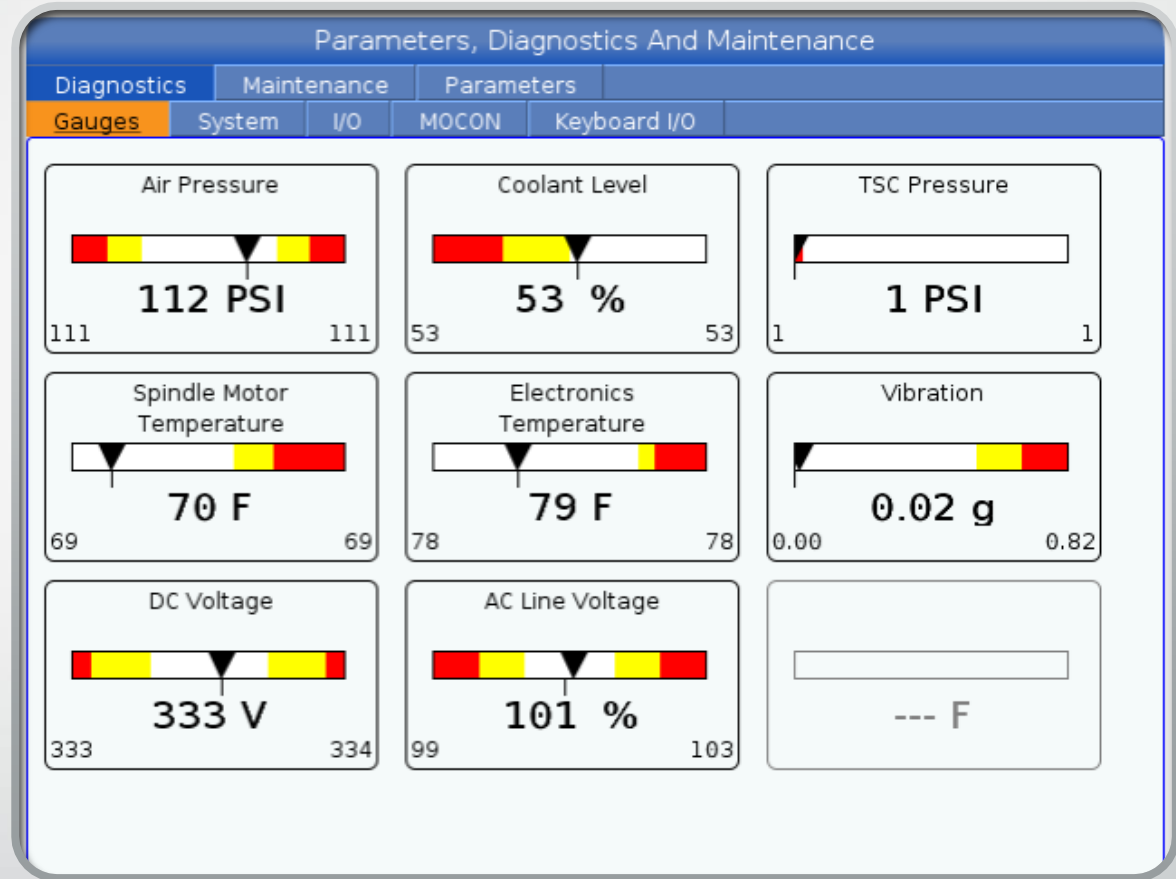 Parameters, Diagnostics And Maintenance
Diagnostics Maintenance Parameters
Gauges System I/O MOCON Keyboard I/O
Air Pressure
112 PSI
111 111
Coolant Level
53 %
53 53
TSC Pressure
1 PSI
1 1
Spindle Motor
Temperature
70 F
69 69
Electronics
Temperature
79 F
78 78
Vibration
0.02 g
0.00 0.82
DC Voltage
333 V
333 334
AC Line Voltage
101 %
99 103
--- F